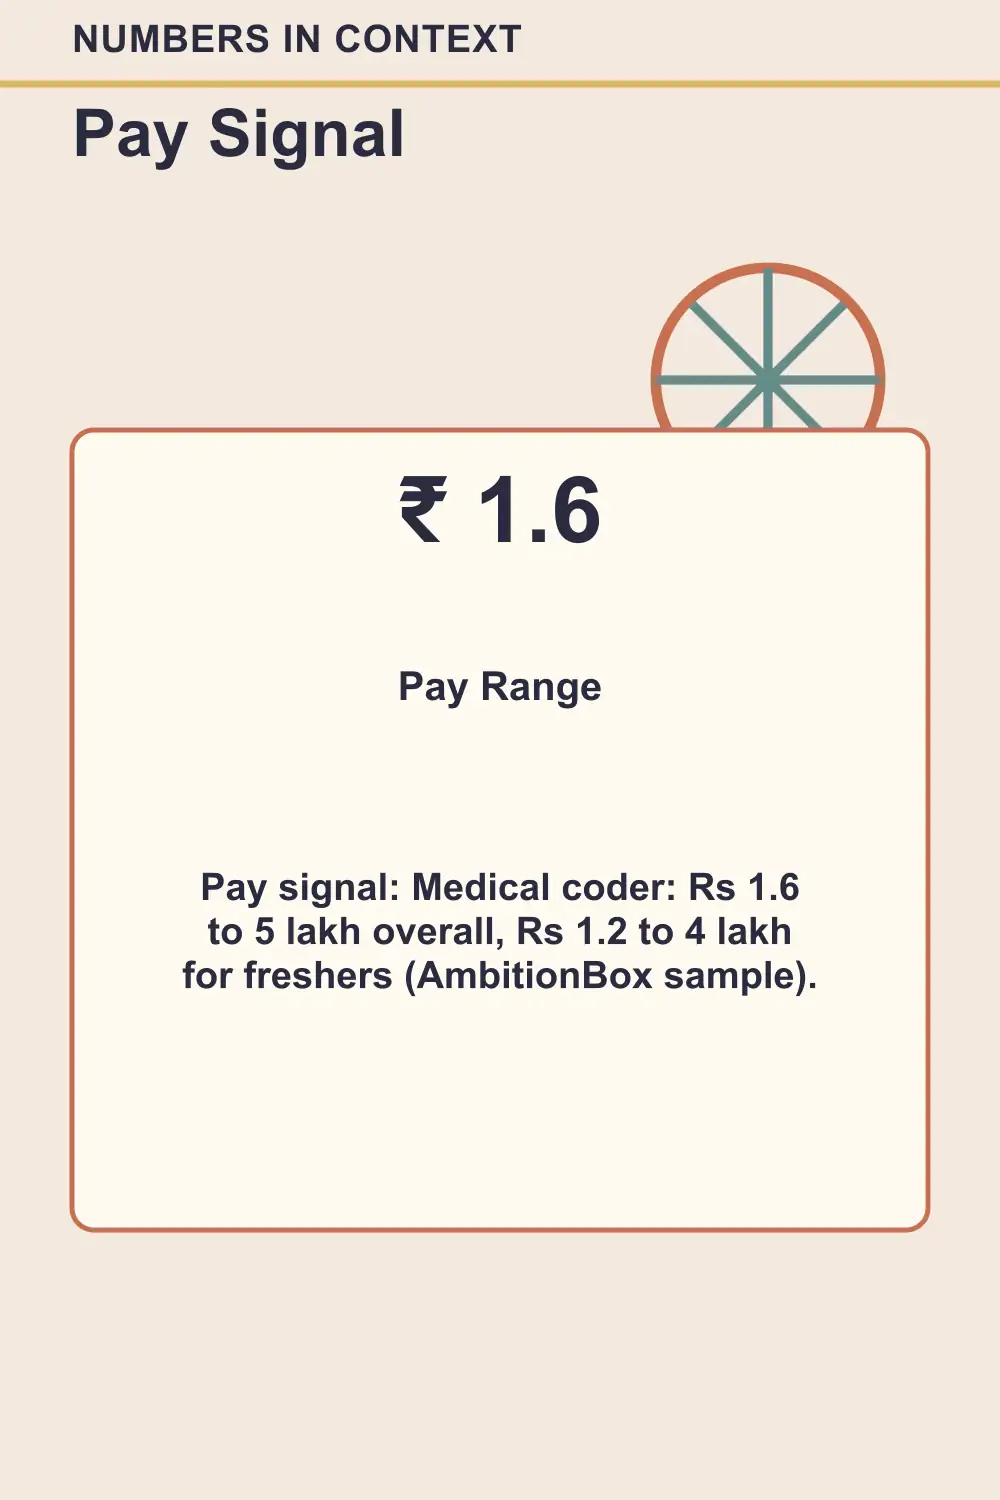 NUMBERS IN CONTEXT
Pay Signal
₹ 1.6
Pay Range
Pay signal: Medical coder: Rs 1.6
to 5 lakh overall, Rs 1.2 to 4 lakh
for freshers (AmbitionBox sample).